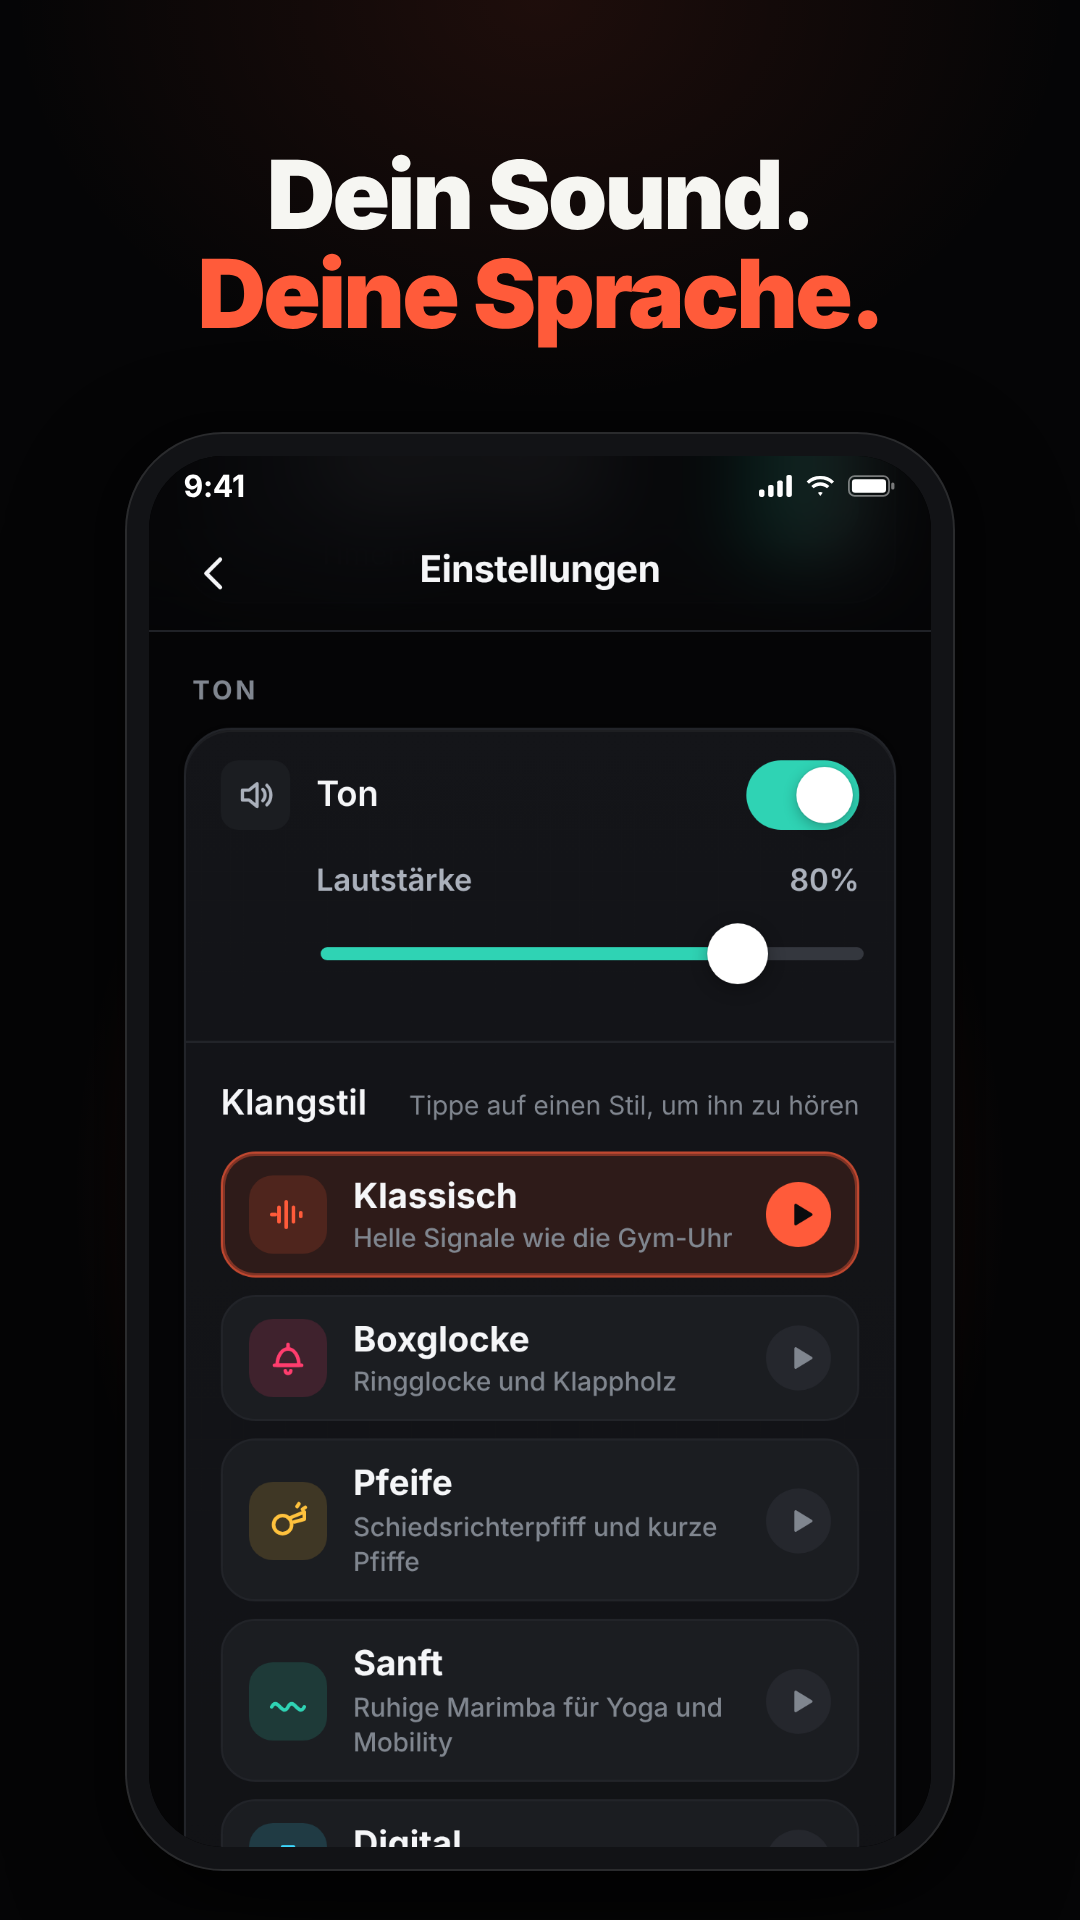 Dein Sound.
Deine Sprache.
9:41
Einstellungen
TON
Ton
Lautstärke 80%
Klangstil Tippe auf einen Stil, um ihn zu hören
Klassisch
Helle Signale wie die Gym-Uhr
Boxglocke
Ringglocke und Klappholz
Pfeife
Schiedsrichterpfiff und kurze
Pfiffe
Sanft
Ruhige Marimba für Yoga und
Mobility
Digital